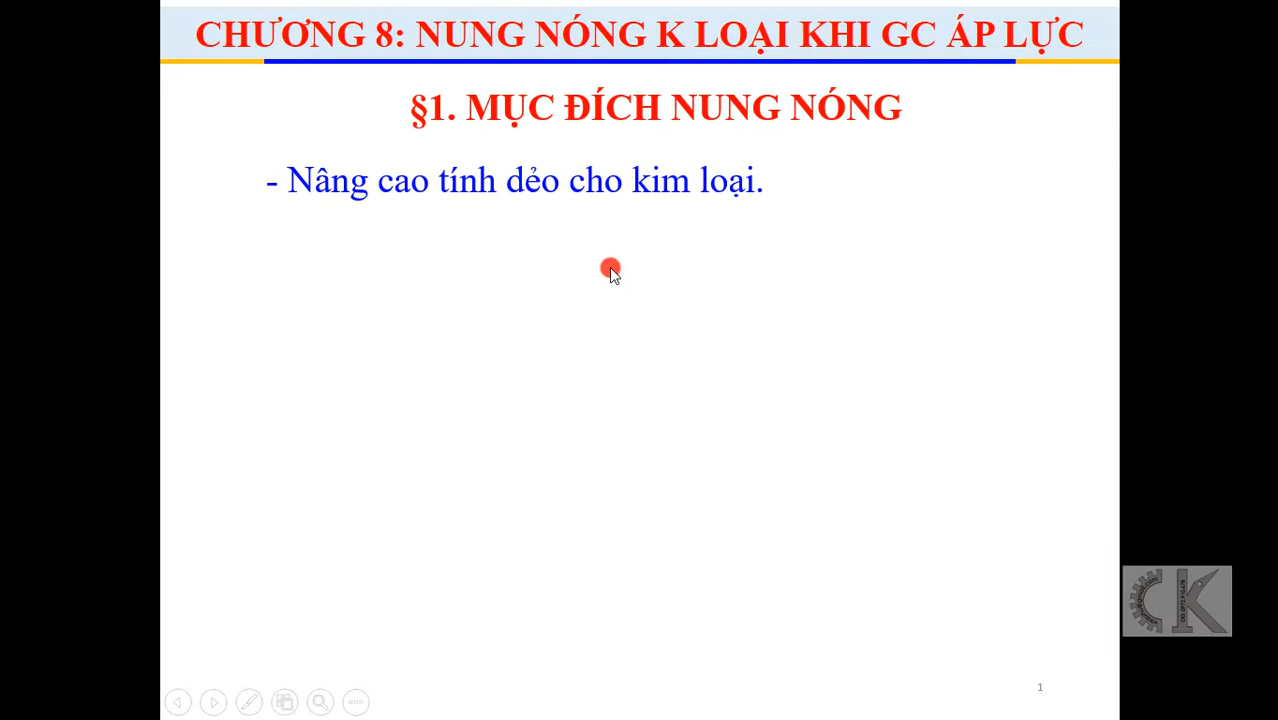 CHƯƠNG 8: NUNG NÓNG K LOẠI KHI GC ÁP LỰC
§1. MỤC ĐÍCH NUNG NÓNG
- Nâng cao tính dẻo cho kim loại.
1